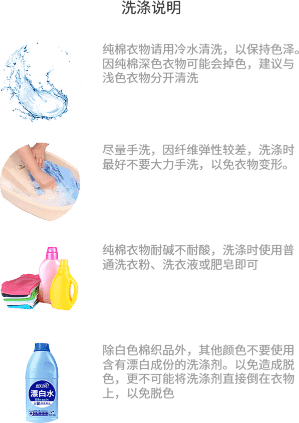 洗涤说明
纯棉衣物请用冷水清洗，以保持色泽。
因纯棉深色衣物可能会掉色，建议与
浅色衣物分开清洗
尽量手洗，因纤维弹性较差，洗涤时
最好不要大力手洗，以免衣物变形。
纯棉衣物耐碱不耐酸，洗涤时使用普
通洗衣粉、洗衣液或肥皂即可
除白色棉织品外，其他颜色不要使用
含有漂白成份的洗涤剂。以免造成脱
色，更不可能将洗涤剂直接倒在衣物
上，以免脱色
漂白水